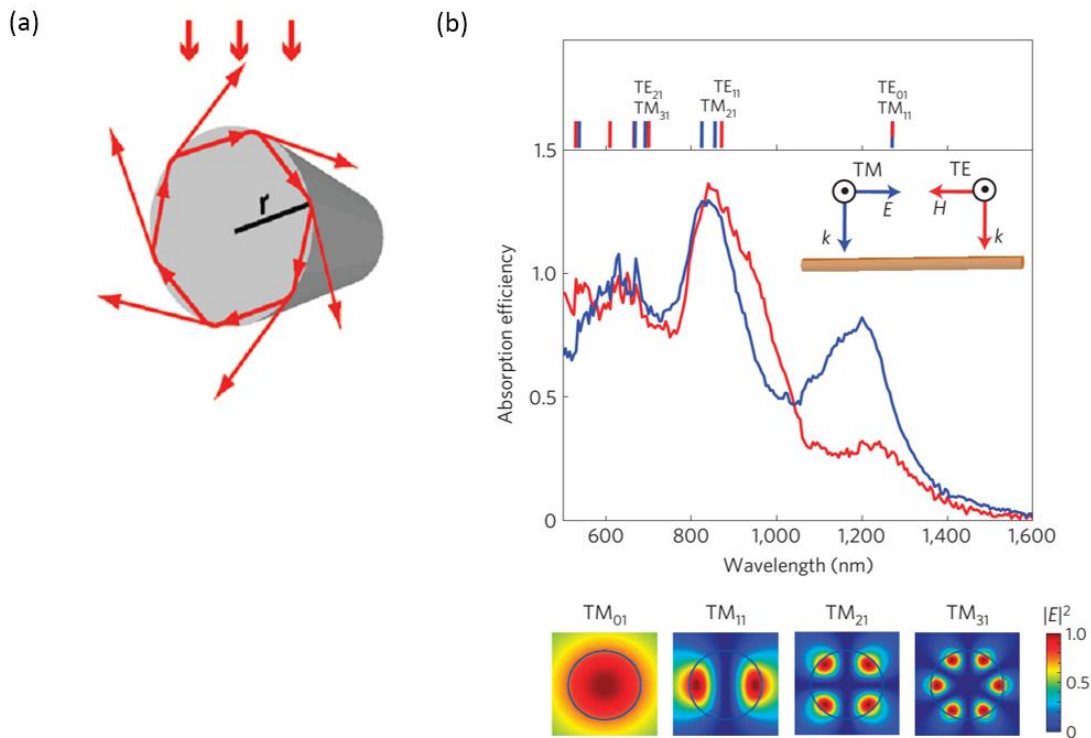 (a)
(b)
r
TE₂₁
TM₃₁
TE₁₁
TM₂₁
TE₀₁
TM₁₁
1.5
1.0
0.5
0
Absorption efficiency
TM
TE
E
H
k
k
600
800
1,000
1,200
1,400
1,600
Wavelength (nm)
TM₀₁
TM₁₁
TM₂₁
TM₃₁
|E|²
1.0
0.5
0